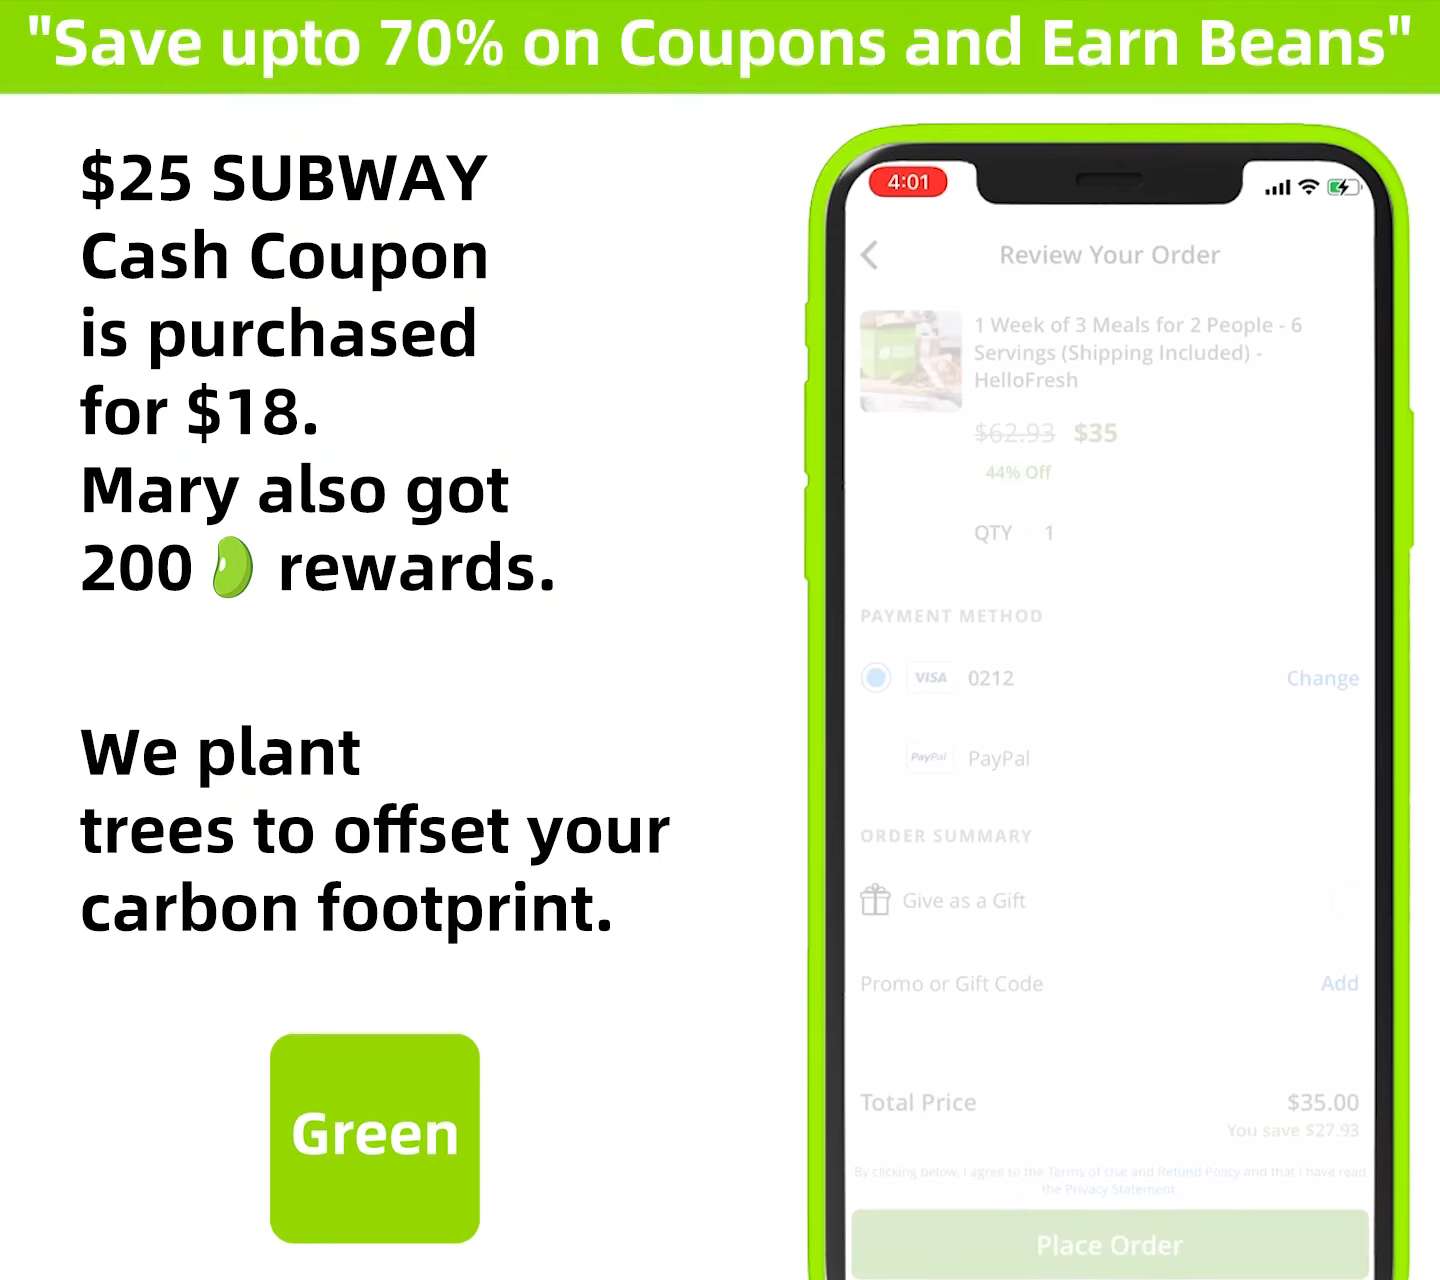 "Save upto 70% on Coupons and Earn Beans"
$25 SUBWAY
Cash Coupon
is purchased
for $18.
Mary also got
200 rewards.
We plant
trees to offset your
carbon footprint.
Green
4:01
Review Your Order
1 Week of 3 Meals for 2 People - 6
Servings (Shipping Included) -
HelloFresh
$62.93 $35
44% Off
QTY 1
PAYMENT METHOD
VISA 0212 Change
PayPal PayPal
ORDER SUMMARY
Give as a Gift
Promo or Gift Code Add
Total Price $35.00
You save $27.93
By clicking below, I agree to the Terms of Use and Refund Policy and that I have read
the Privacy Statement.
Place Order